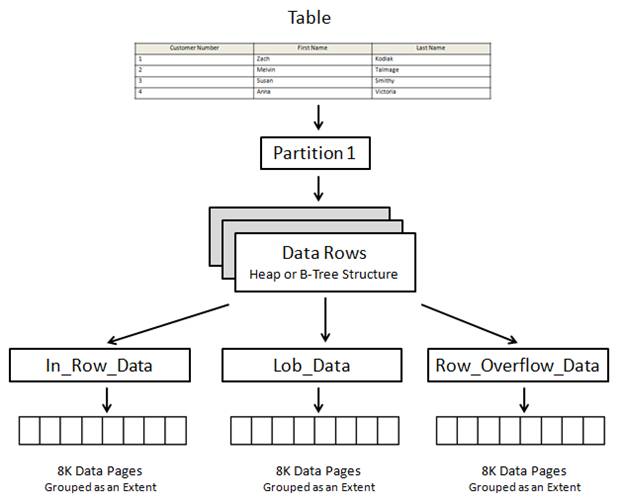 Table
Customer Number First Name Last Name
1 Zach Kodiak
2 Melvin Talmage
3 Susan Smithy
4 Anna Victoria
Partition 1
Data Rows
Heap or B-Tree Structure
In_Row_Data Lob_Data Row_Overflow_Data
8K Data Pages 8K Data Pages 8K Data Pages
Grouped as an Extent Grouped as an Extent Grouped as an Extent